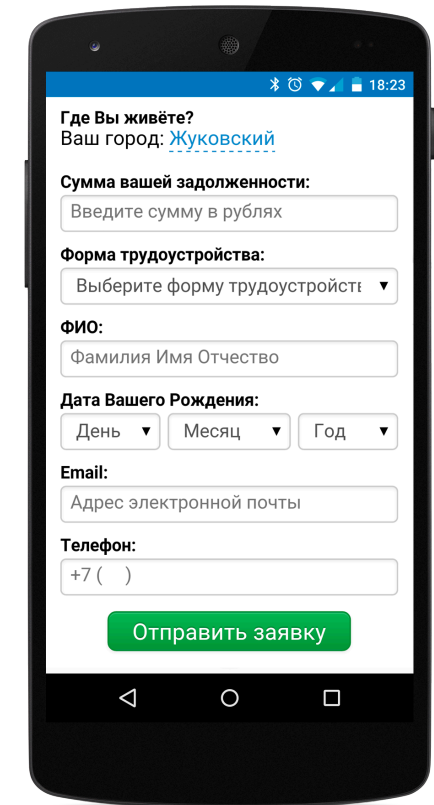 18:23
Где Вы живёте?
Ваш город: Жуковский
Сумма вашей задолженности:
Введите сумму в рублях
Форма трудоустройства:
Выберите форму трудоустройств
ФИО:
Фамилия Имя Отчество
Дата Вашего Рождения:
День Месяц Год
Email:
Адрес электронной почты
Телефон:
+7 ( )
Отправить заявку